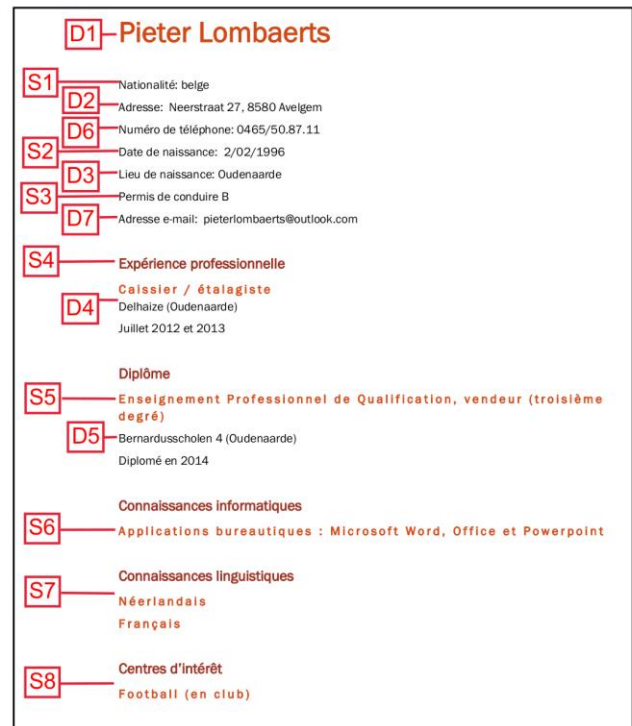 D1 Pieter Lombaerts
S1 Nationalité: belge
D2 Adresse: Neerstraat 27, 8580 Avelgem
D6 Numéro de téléphone: 0465/50.87.11
S2 Date de naissance: 2/02/1996
D3 Lieu de naissance: Oudenaarde
S3 Permis de conduire B
D7 Adresse e-mail: pieterlombaerts@outlook.com
S4 Expérience professionnelle
Caissier / étalagiste
D4 Delhaize (Oudenaarde)
Juillet 2012 et 2013
Diplôme
S5 Enseignement Professionnel de Qualification, vendeur (troisième
degré)
D5 Bernardusscholen 4 (Oudenaarde)
Diplomé en 2014
Connaissances informatiques
S6 Applications bureautiques : Microsoft Word, Office et Powerpoint
Connaissances linguistiques
S7 Néerlandais
Français
Centres d'intérêt
S8 Football (en club)